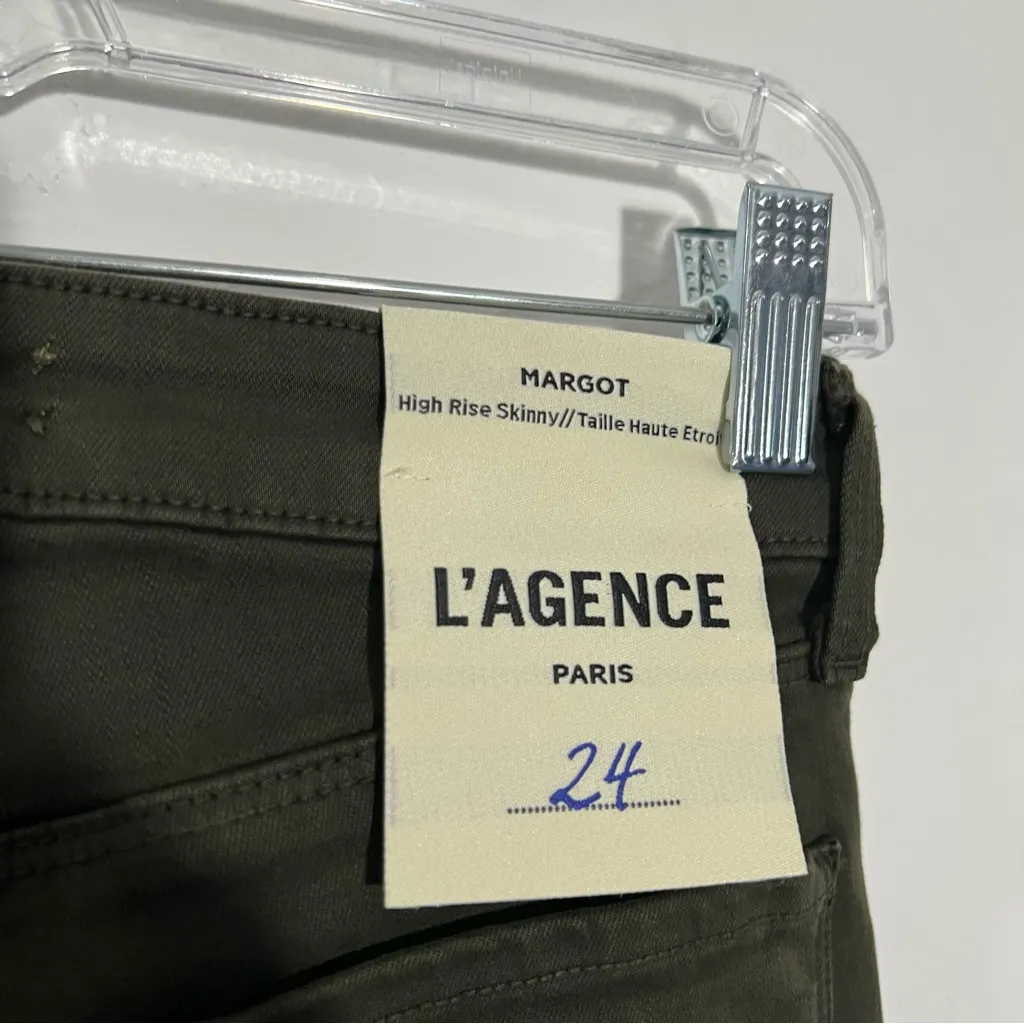 MARGOT
High Rise Skinny//Taille Haute Etroi
L'AGENCE
PARIS
24